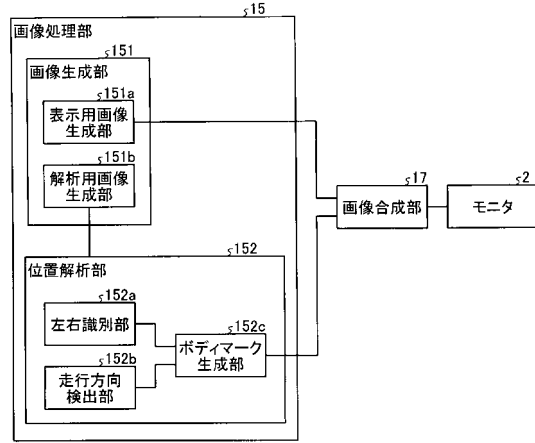 15
画像処理部
151
画像生成部
151a
表示用画像
生成部
151b
解析用画像
生成部
17
画像合成部
2
モニタ
152
位置解析部
152a
左右識別部
152c
ボディマーク
生成部
152b
走行方向
検出部